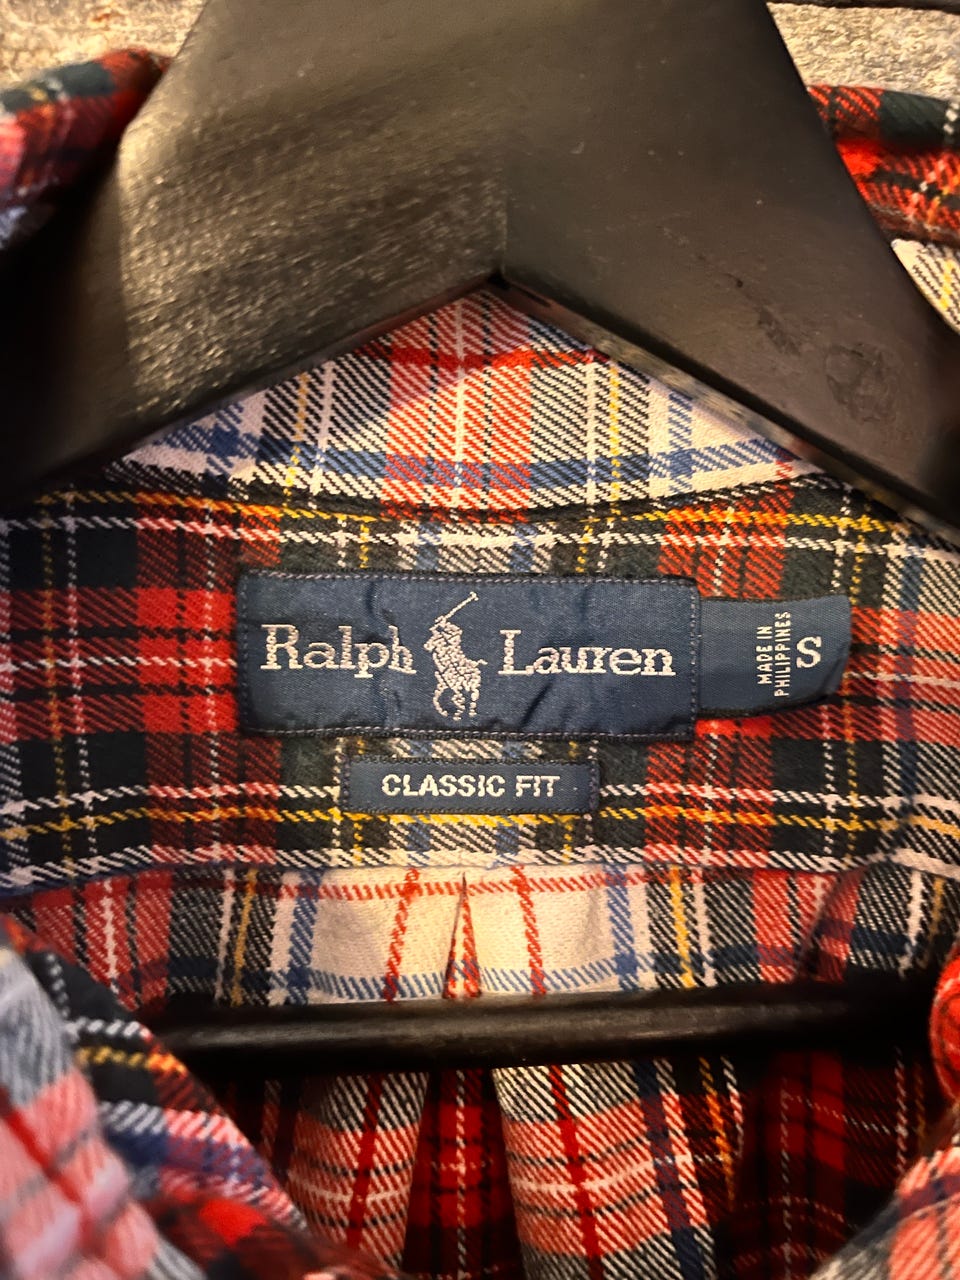 Ralph Lauren
MADE IN
PHILIPPINES
S
CLASSIC FIT